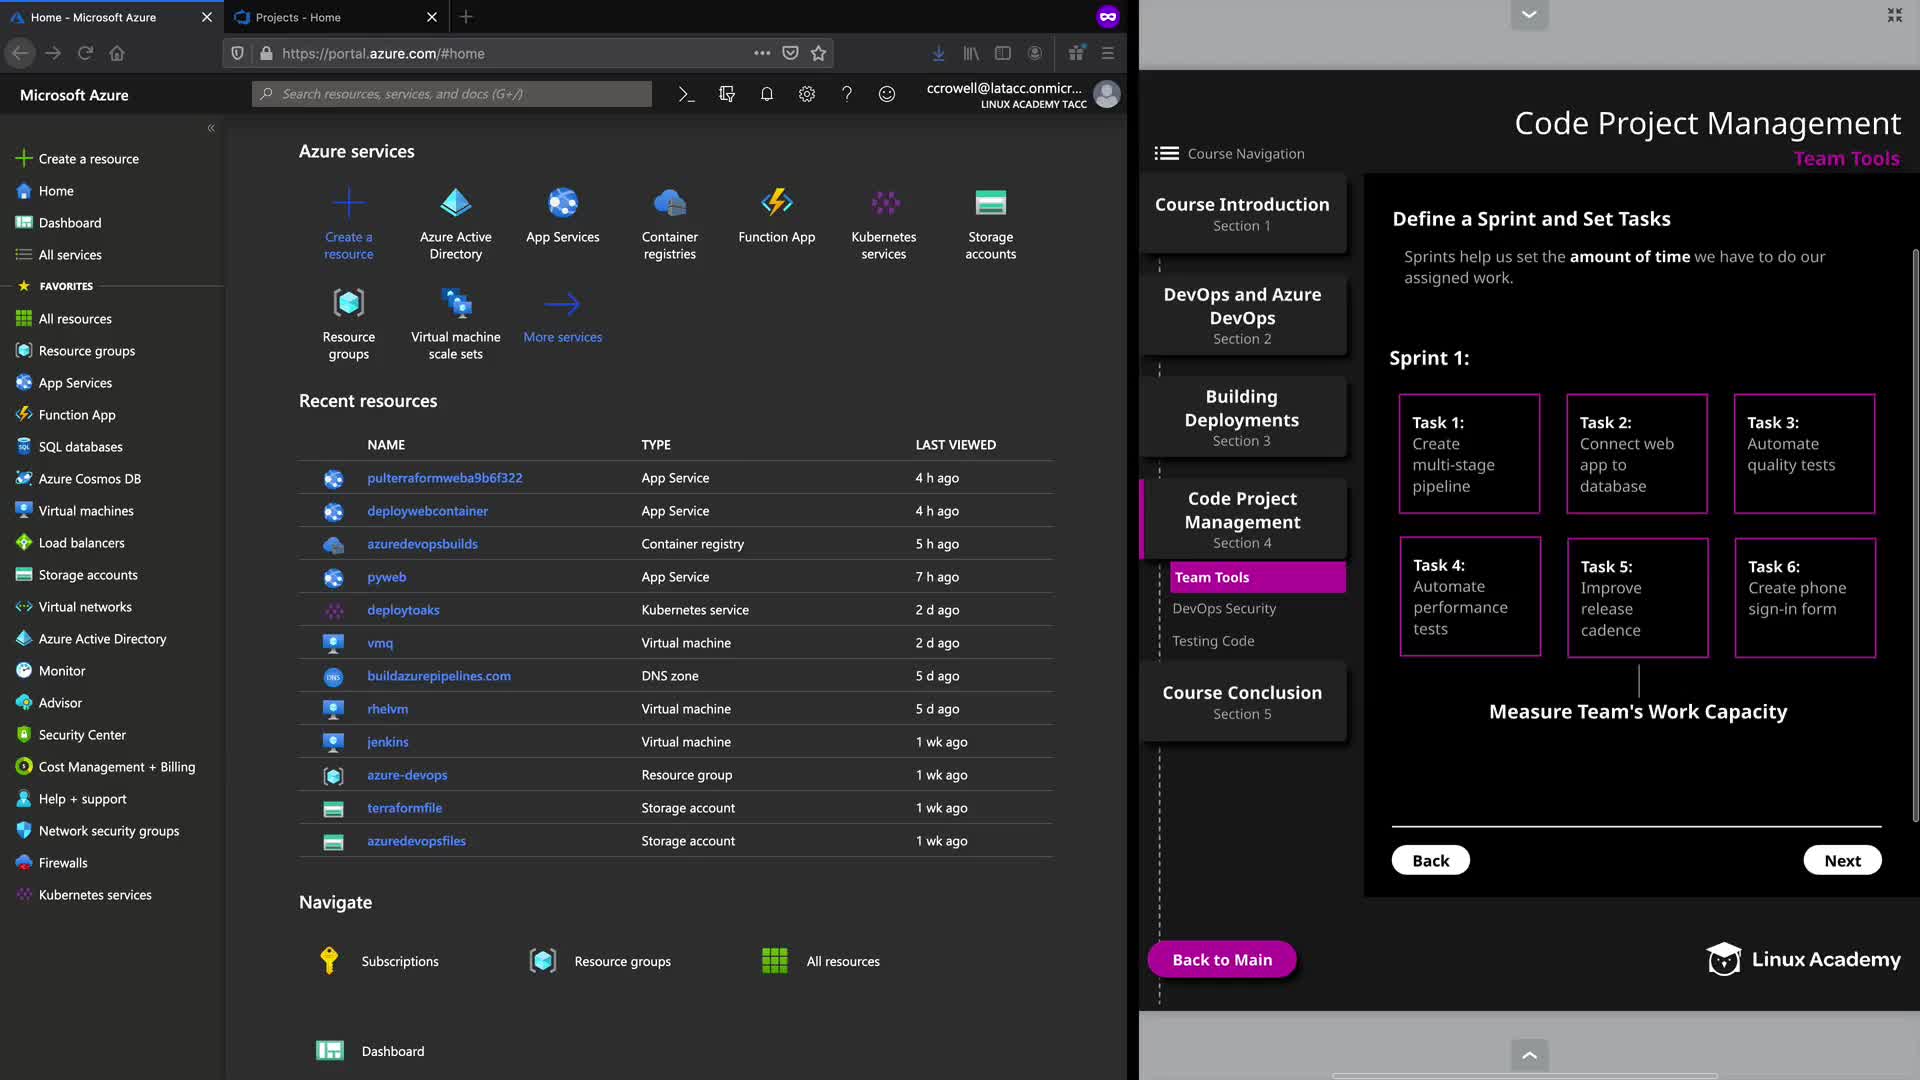 Home - Microsoft Azure
Projects - Home
https://portal.azure.com/#home
Microsoft Azure
Search resources, services, and docs (G+/)
ccrowell@latacc.onmicr...
LINUX ACADEMY TACC
Create a resource
Home
Dashboard
All services
FAVORITES
All resources
Resource groups
App Services
Function App
SQL databases
Azure Cosmos DB
Virtual machines
Load balancers
Storage accounts
Virtual networks
Azure Active Directory
Monitor
Advisor
Security Center
Cost Management + Billing
Help + support
Network security groups
Firewalls
Kubernetes services
Azure services
Create a
resource
Azure Active
Directory
App Services
Container
registries
Function App
Kubernetes
services
Storage
accounts
Resource
groups
Virtual machine
scale sets
More services
Recent resources
NAME TYPE LAST VIEWED
pulterraformweba9b6f322 App Service 4 h ago
deploywebcontainer App Service 4 h ago
azuredevopsbuilds Container registry 5 h ago
pyweb App Service 7 h ago
deploytoaks Kubernetes service 2 d ago
vmq Virtual machine 2 d ago
DNS buildazurepipelines.com DNS zone 5 d ago
rhelvm Virtual machine 5 d ago
jenkins Virtual machine 1 wk ago
azure-devops Resource group 1 wk ago
terraformfile Storage account 1 wk ago
azuredevopsfiles Storage account 1 wk ago
Navigate
Subscriptions
Resource groups
All resources
Dashboard
Code Project Management
Team Tools
Course Navigation
Course Introduction
Section 1
DevOps and Azure
DevOps
Section 2
Building
Deployments
Section 3
Code Project
Management
Section 4
Team Tools
DevOps Security
Testing Code
Course Conclusion
Section 5
Back to Main
Define a Sprint and Set Tasks
Sprints help us set the amount of time we have to do our
assigned work.
Sprint 1:
Task 1:
Create
multi-stage
pipeline
Task 2:
Connect web
app to
database
Task 3:
Automate
quality tests
Task 4:
Automate
performance
tests
Task 5:
Improve
release
cadence
Task 6:
Create phone
sign-in form
Measure Team's Work Capacity
Back
Next
Linux Academy